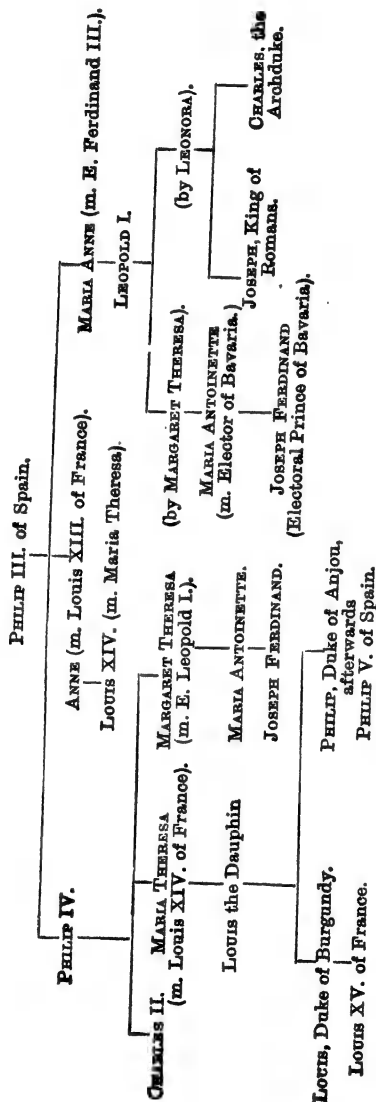 PHILIP III. of Spain.
PHILIP IV.
ANNE (m. Louis XIII. of France).
LOUIS XIV. (m. Maria Theresa).
MARIA ANNE (m. E. Ferdinand III.).
LEOPOLD I.
CHARLES II.
MARIA THERESA
(m. Louis XIV. of France).
MARGARET THERESA
(m. E. Leopold I.).
(by MARGARET THERESA).
(by LEONORA).
LOUIS the Dauphin
MARIA ANTOINETTE.
JOSEPH FERDINAND.
MARIA ANTOINETTE
(m. Elector of Bavaria.)
JOSEPH FERDINAND
(Electoral Prince of Bavaria).
JOSEPH, King of
Romans.
CHARLES, the
Archduke.
LOUIS, Duke of Burgundy.
LOUIS XV. of France.
PHILIP, Duke of Anjou,
afterwards
PHILIP V. of Spain.